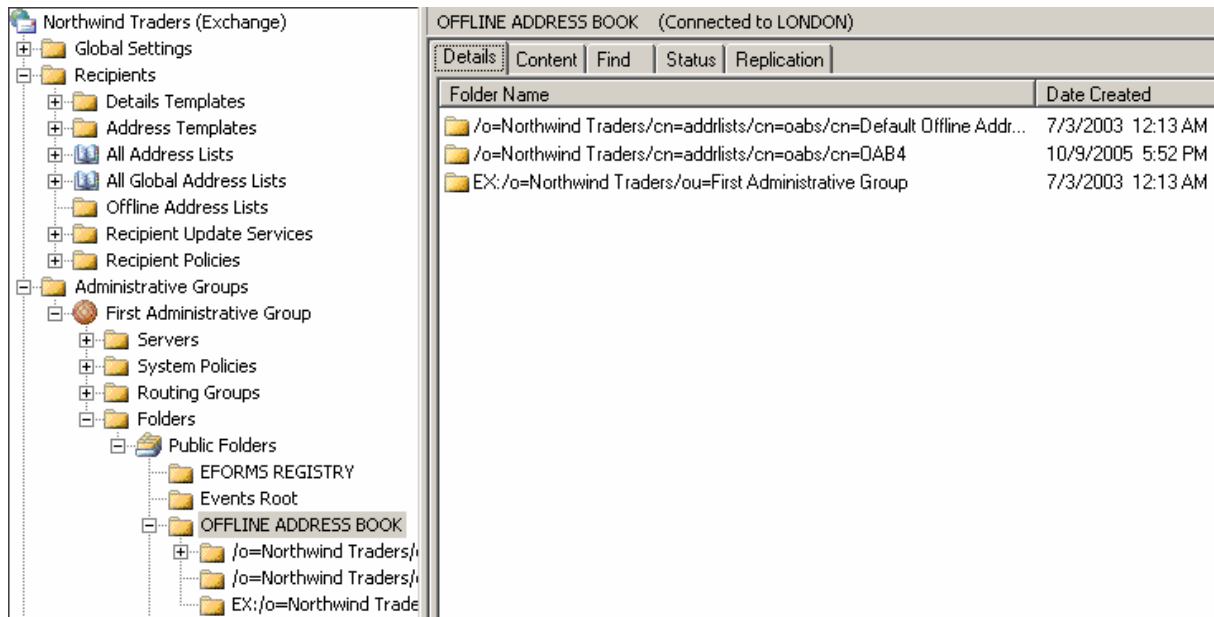 Northwind Traders (Exchange)
Global Settings
Recipients
Details Templates
Address Templates
All Address Lists
All Global Address Lists
Offline Address Lists
Recipient Update Services
Recipient Policies
Administrative Groups
First Administrative Group
Servers
System Policies
Routing Groups
Folders
Public Folders
EFORMS REGISTRY
Events Root
OFFLINE ADDRESS BOOK
/o=Northwind Traders/
/o=Northwind Traders/
EX:/o=Northwind Trade
OFFLINE ADDRESS BOOK (Connected to LONDON)
Details Content Find Status Replication
Folder Name Date Created
/o=Northwind Traders/cn=addrlists/cn=oabs/cn=Default Offline Addr... 7/3/2003 12:13 AM
/o=Northwind Traders/cn=addrlists/cn=oabs/cn=OAB4 10/9/2005 5:52 PM
EX:/o=Northwind Traders/ou=First Administrative Group 7/3/2003 12:13 AM